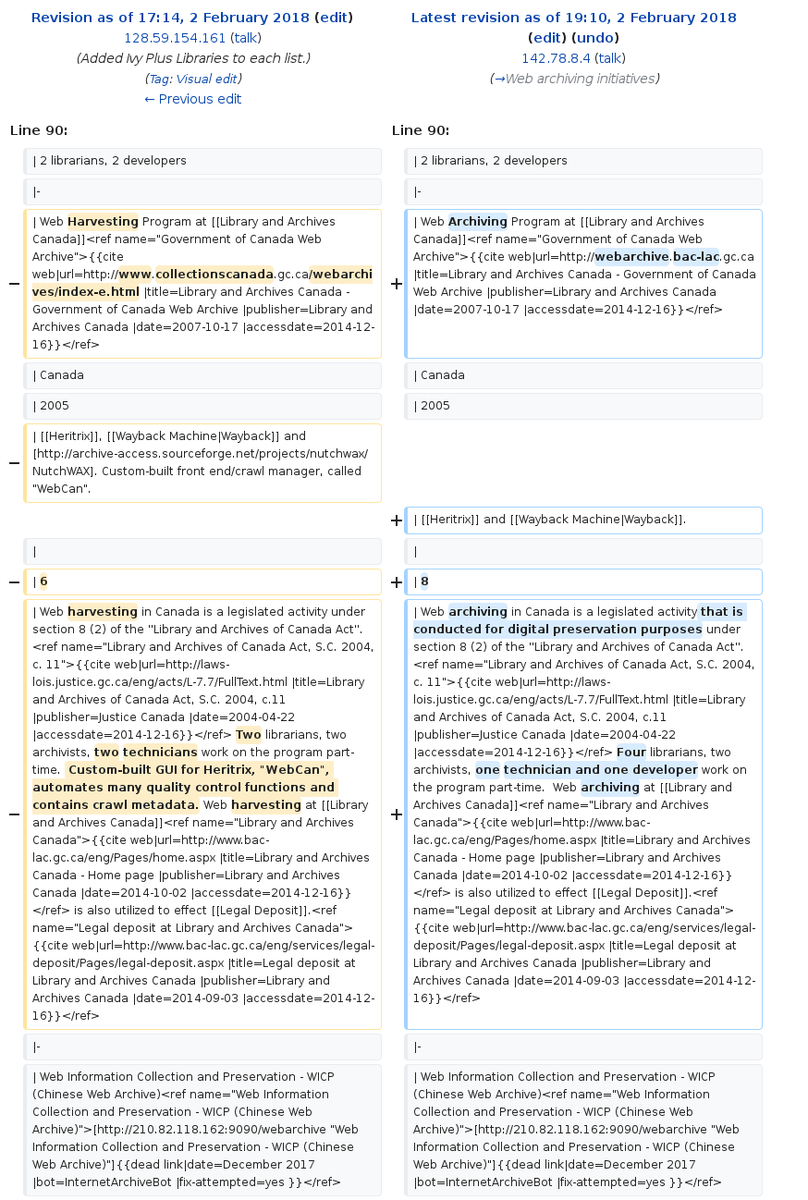 Revision as of 17:14, 2 February 2018 (edit)
128.59.154.161 (talk)
(Added Ivy Plus Libraries to each list.)
(Tag: Visual edit)
← Previous edit
Latest revision as of 19:10, 2 February 2018
(edit) (undo)
142.78.8.4 (talk)
(→Web archiving initiatives)
Line 90:
Line 90:
| 2 librarians, 2 developers
| 2 librarians, 2 developers
|-
|-
−
| Web Harvesting Program at [[Library and Archives
Canada]]<ref name="Government of Canada Web
Archive">{{cite
web|url=http://www.collectionscanada.gc.ca/webarchi
ves/index-e.html |title=Library and Archives Canada -
Government of Canada Web Archive |publisher=Library and
Archives Canada |date=2007-10-17 |accessdate=2014-12-
16}}</ref>
+
| Web Archiving Program at [[Library and Archives
Canada]]<ref name="Government of Canada Web
Archive">{{cite web|url=http://webarchive.bac-lac.gc.ca
|title=Library and Archives Canada - Government of Canada
Web Archive |publisher=Library and Archives Canada
|date=2007-10-17 |accessdate=2014-12-16}}</ref>
| Canada
| Canada
| 2005
| 2005
−
| [[Heritrix]], [[Wayback Machine|Wayback]] and
[http://archive-access.sourceforge.net/projects/nutchwax/
NutchWAX]. Custom-built front end/crawl manager, called
"WebCan".
+
| [[Heritrix]] and [[Wayback Machine|Wayback]].
|
|
−
| 6
+
| 8
−
| Web harvesting in Canada is a legislated activity under
section 8 (2) of the "Library and Archives of Canada Act".
<ref name="Library and Archives of Canada Act, S.C. 2004,
c. 11">{{cite web|url=http://laws-
lois.justice.gc.ca/eng/acts/L-7.7/FullText.html |title=Library
and Archives of Canada Act, S.C. 2004, c.11
|publisher=Justice Canada |date=2004-04-22
|accessdate=2014-12-16}}</ref> Two librarians, two
archivists, two technicians work on the program part-
time. Custom-built GUI for Heritrix, "WebCan",
automates many quality control functions and
contains crawl metadata. Web harvesting at [[Library
and Archives Canada]]<ref name="Library and Archives
Canada">{{cite web|url=http://www.bac-
lac.gc.ca/eng/Pages/home.aspx |title=Library and Archives
Canada - Home page |publisher=Library and Archives
Canada |date=2014-10-02 |accessdate=2014-12-16}}
</ref> is also utilized to effect [[Legal Deposit]].<ref
name="Legal deposit at Library and Archives Canada">
{{cite web|url=http://www.bac-lac.gc.ca/eng/services/legal-
deposit/Pages/legal-deposit.aspx |title=Legal deposit at
Library and Archives Canada |publisher=Library and
Archives Canada |date=2014-09-03 |accessdate=2014-12-
16}}</ref>
+
| Web archiving in Canada is a legislated activity that is
conducted for digital preservation purposes under
section 8 (2) of the "Library and Archives of Canada Act".
<ref name="Library and Archives of Canada Act, S.C. 2004,
c. 11">{{cite web|url=http://laws-
lois.justice.gc.ca/eng/acts/L-7.7/FullText.html |title=Library
and Archives of Canada Act, S.C. 2004, c.11
|publisher=Justice Canada |date=2004-04-22
|accessdate=2014-12-16}}</ref> Four librarians, two
archivists, one technician and one developer work on
the program part-time. Web archiving at [[Library and
Archives Canada]]<ref name="Library and Archives
Canada">{{cite web|url=http://www.bac-
lac.gc.ca/eng/Pages/home.aspx |title=Library and Archives
Canada - Home page |publisher=Library and Archives
Canada |date=2014-10-02 |accessdate=2014-12-16}}
</ref> is also utilized to effect [[Legal Deposit]].<ref
name="Legal deposit at Library and Archives Canada">
{{cite web|url=http://www.bac-lac.gc.ca/eng/services/legal-
deposit/Pages/legal-deposit.aspx |title=Legal deposit at
Library and Archives Canada |publisher=Library and
Archives Canada |date=2014-09-03 |accessdate=2014-12-
16}}</ref>
|-
|-
| Web Information Collection and Preservation - WICP
(Chinese Web Archive)<ref name="Web Information
Collection and Preservation - WICP (Chinese Web
Archive)">[http://210.82.118.162:9090/webarchive "Web
Information Collection and Preservation - WICP (Chinese
Web Archive)"]{{dead link|date=December 2017
|bot=InternetArchiveBot |fix-attempted=yes }}</ref>
| Web Information Collection and Preservation - WICP
(Chinese Web Archive)<ref name="Web Information
Collection and Preservation - WICP (Chinese Web
Archive)">[http://210.82.118.162:9090/webarchive "Web
Information Collection and Preservation - WICP (Chinese
Web Archive)"]{{dead link|date=December 2017
|bot=InternetArchiveBot |fix-attempted=yes }}</ref>